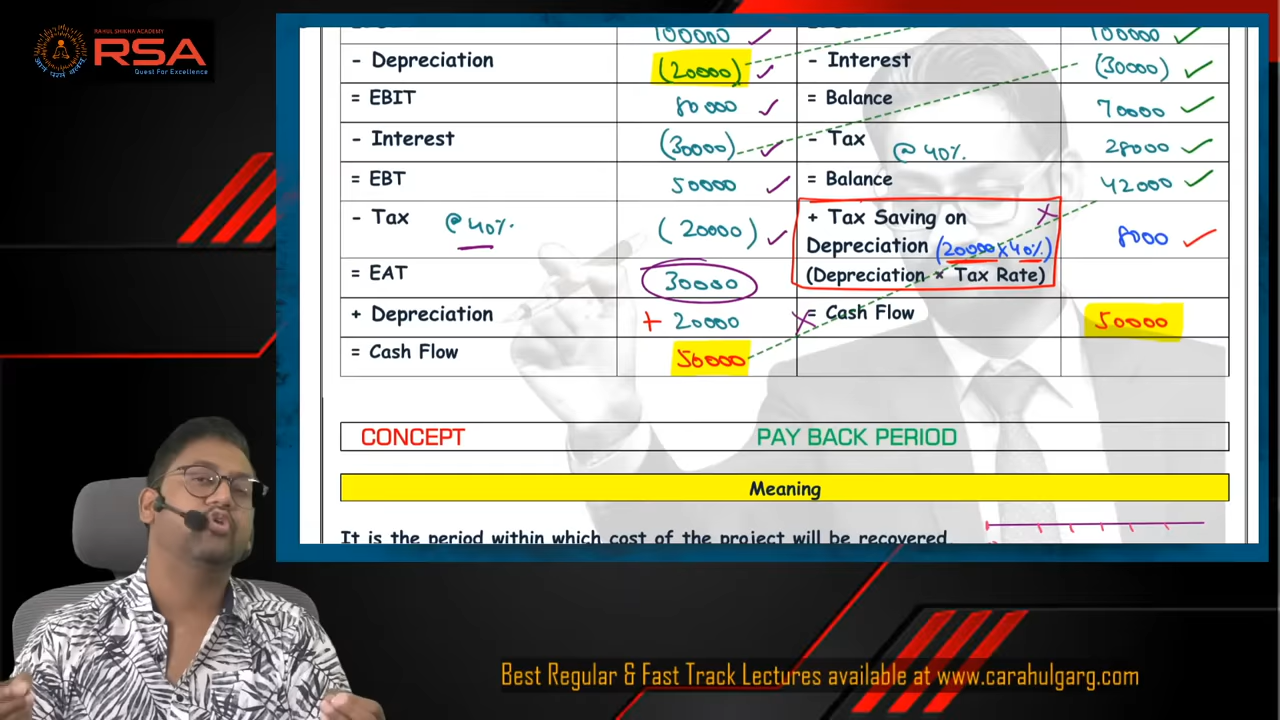 RAHUL SHIKHA ACADEMY
RSA
Quest For Excellence
100000 100000
- Depreciation (20000) - Interest (30000)
= EBIT 80000 = Balance 70000
- Interest (30000) - Tax @ 40%. 28000
= EBT 50000 = Balance 42000
- Tax @ 40%. (20000) + Tax Saving on
Depreciation (20000 x 40%) 8000
= EAT 30000 (Depreciation × Tax Rate)
+ Depreciation + 20000 = Cash Flow 50000
= Cash Flow 50000
CONCEPT PAY BACK PERIOD
Meaning
It is the period within which cost of the project will be recovered.
Best Regular & Fast Track Lectures available at www.carahulgarg.com